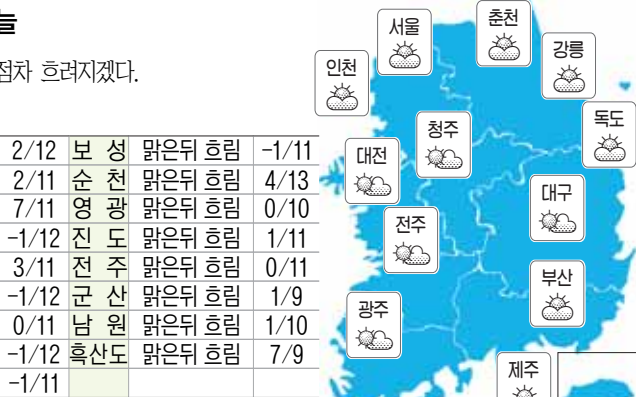 늘
점차 흐려지겠다.
2/12 보 성 맑은뒤 흐림 -1/11
2/11 순 천 맑은뒤 흐림 4/13
7/11 영 광 맑은뒤 흐림 0/10
-1/12 진 도 맑은뒤 흐림 1/11
3/11 전 주 맑은뒤 흐림 0/11
-1/12 군 산 맑은뒤 흐림 1/9
0/11 남 원 맑은뒤 흐림 1/10
-1/12 흑산도 맑은뒤 흐림 7/9
-1/11
서울
춘천
강릉
인천
독도
청주
대전
대구
전주
부산
광주
제주